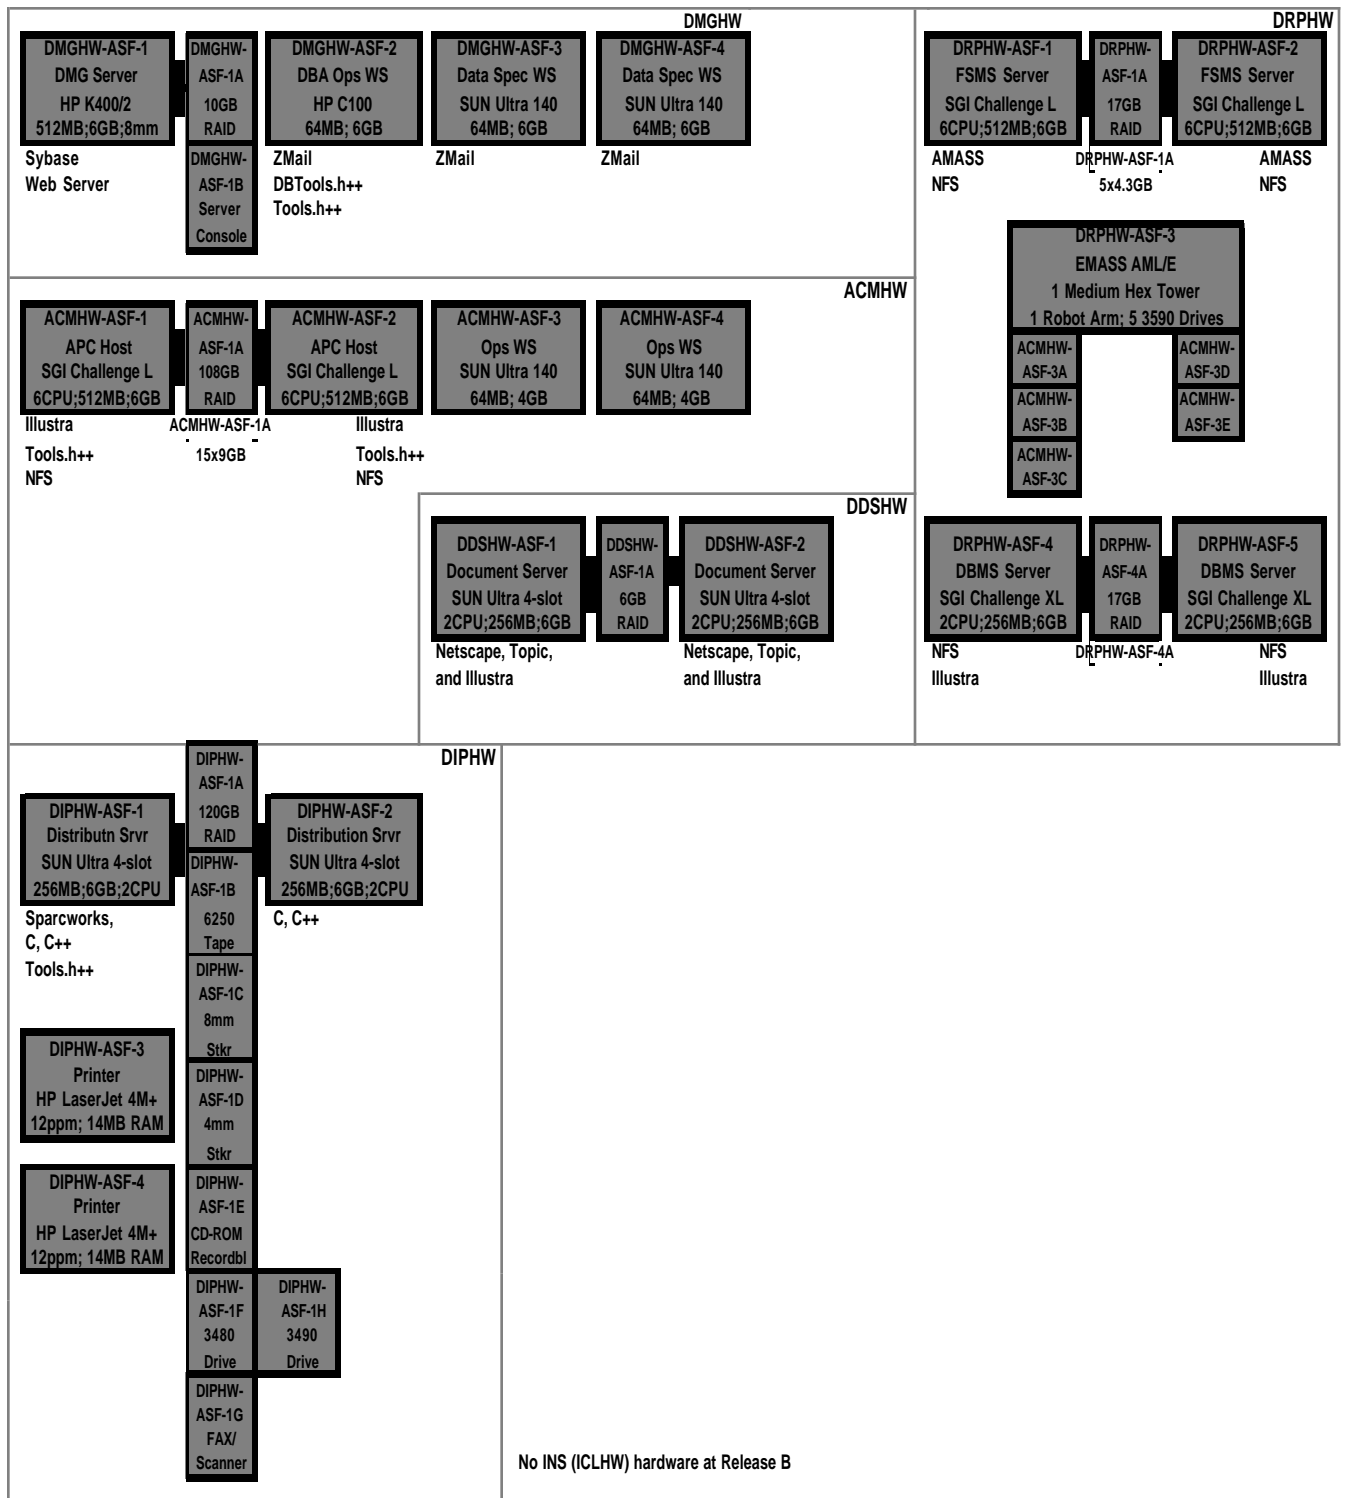 DMGHW
DMGHW-ASF-1
DMG Server
HP K400/2
512MB;6GB;8mm
Sybase
Web Server
DMGHW-
ASF-1A
10GB
RAID
DMGHW-
ASF-1B
Server
Console
DMGHW-ASF-2
DBA Ops WS
HP C100
64MB; 6GB
ZMail
DBTools.h++
Tools.h++
DMGHW-ASF-3
Data Spec WS
SUN Ultra 140
64MB; 6GB
ZMail
DMGHW-ASF-4
Data Spec WS
SUN Ultra 140
64MB; 6GB
ZMail
DRPHW
DRPHW-ASF-1
FSMS Server
SGI Challenge L
6CPU;512MB;6GB
AMASS
NFS
DRPHW-
ASF-1A
17GB
RAID
DRPHW-ASF-1A
5x4.3GB
DRPHW-ASF-2
FSMS Server
SGI Challenge L
6CPU;512MB;6GB
AMASS
NFS
DRPHW-ASF-3
EMASS AML/E
1 Medium Hex Tower
1 Robot Arm; 5 3590 Drives
ACMHW-
ASF-3A
ACMHW-
ASF-3B
ACMHW-
ASF-3C
ACMHW-
ASF-3D
ACMHW-
ASF-3E
DRPHW-ASF-4
DBMS Server
SGI Challenge XL
2CPU;256MB;6GB
NFS
Illustra
DRPHW-
ASF-4A
17GB
RAID
DRPHW-ASF-4A
DRPHW-ASF-5
DBMS Server
SGI Challenge XL
2CPU;256MB;6GB
NFS
Illustra
ACMHW
ACMHW-ASF-1
APC Host
SGI Challenge L
6CPU;512MB;6GB
Illustra
Tools.h++
NFS
ACMHW-
ASF-1A
108GB
RAID
ACMHW-ASF-1A
15x9GB
ACMHW-ASF-2
APC Host
SGI Challenge L
6CPU;512MB;6GB
Illustra
Tools.h++
NFS
ACMHW-ASF-3
Ops WS
SUN Ultra 140
64MB; 4GB
ACMHW-ASF-4
Ops WS
SUN Ultra 140
64MB; 4GB
DDSHW
DDSHW-ASF-1
Document Server
SUN Ultra 4-slot
2CPU;256MB;6GB
Netscape, Topic,
and Illustra
DDSHW-
ASF-1A
6GB
RAID
DDSHW-ASF-2
Document Server
SUN Ultra 4-slot
2CPU;256MB;6GB
Netscape, Topic,
and Illustra
DIPHW
DIPHW-ASF-1
Distributn Srvr
SUN Ultra 4-slot
256MB;6GB;2CPU
Sparcworks,
C, C++
Tools.h++
DIPHW-
ASF-1A
120GB
RAID
DIPHW-
ASF-1B
6250
Tape
DIPHW-
ASF-1C
8mm
Stkr
DIPHW-
ASF-1D
4mm
Stkr
DIPHW-
ASF-1E
CD-ROM
Recordbl
DIPHW-
ASF-1F
3480
Drive
DIPHW-
ASF-1H
3490
Drive
DIPHW-
ASF-1G
FAX/
Scanner
DIPHW-ASF-2
Distribution Srvr
SUN Ultra 4-slot
256MB;6GB;2CPU
C, C++
DIPHW-ASF-3
Printer
HP LaserJet 4M+
12ppm; 14MB RAM
DIPHW-ASF-4
Printer
HP LaserJet 4M+
12ppm; 14MB RAM
No INS (ICLHW) hardware at Release B